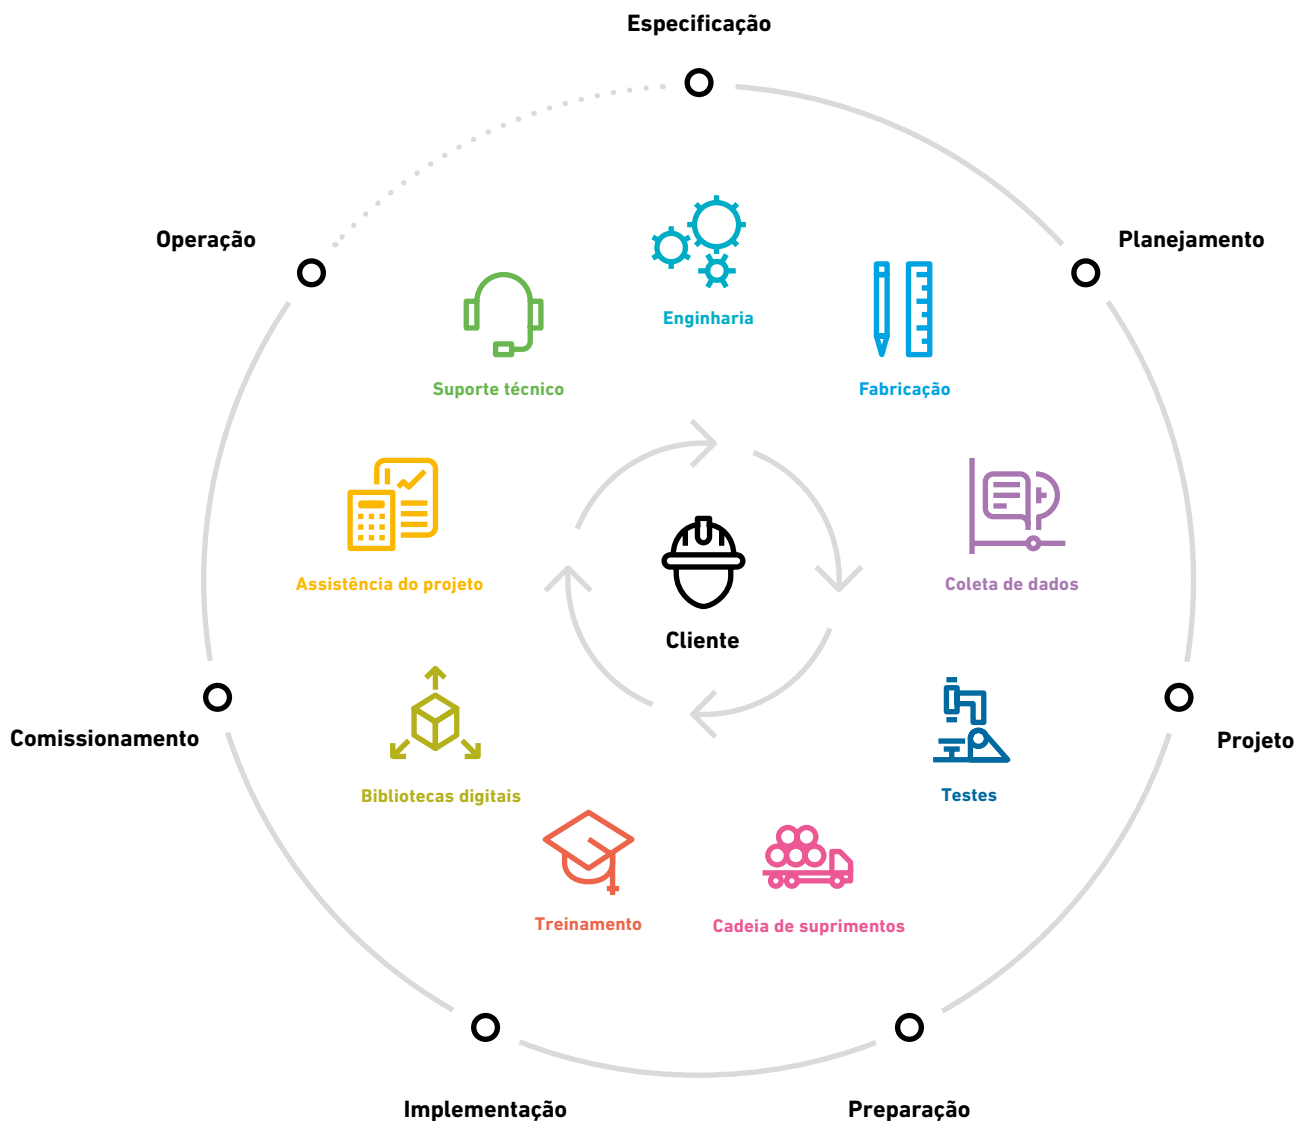 Especificação
Operação
Planejamento
Enginharia
Suporte técnico
Fabricação
Assistência do projeto
Coleta de dados
Cliente
Comissionamento
Projeto
Bibliotecas digitais
Testes
Treinamento
Cadeia de suprimentos
Implementação
Preparação